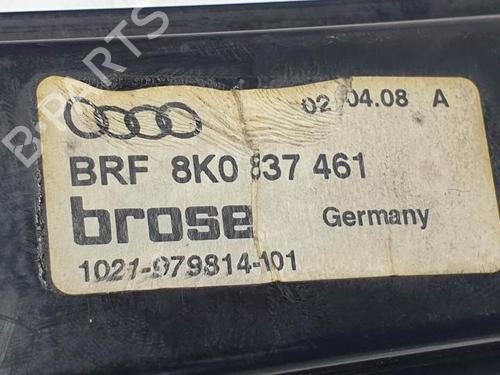 B-PARTS
02.04.08 A
BRF 8K0 837 461
brose Germany
1021-979814-101